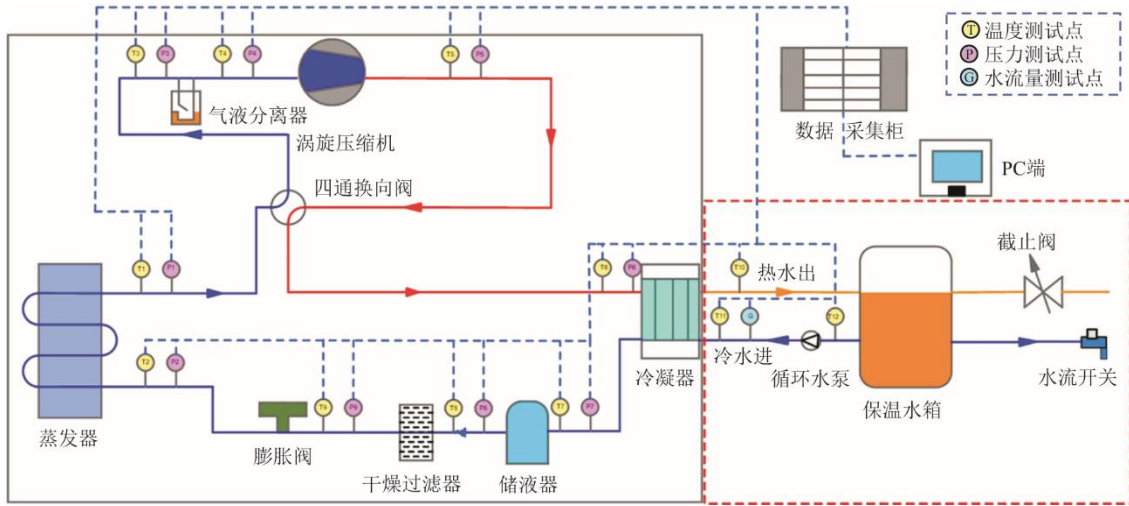 T3
P3
T4
P4
T5
P5
T 温度测试点
P 压力测试点
G 水流量测试点
气液分离器
涡旋压缩机
数据 采集柜
PC端
四通换向阀
截止阀
T1
P1
T6
P6
T10
热水出
T11
G
T12
冷水进
循环水泵
冷凝器
保温水箱
水流开关
T2
P2
T9
P9
T8
P8
T7
P7
蒸发器
膨胀阀
干燥过滤器
储液器